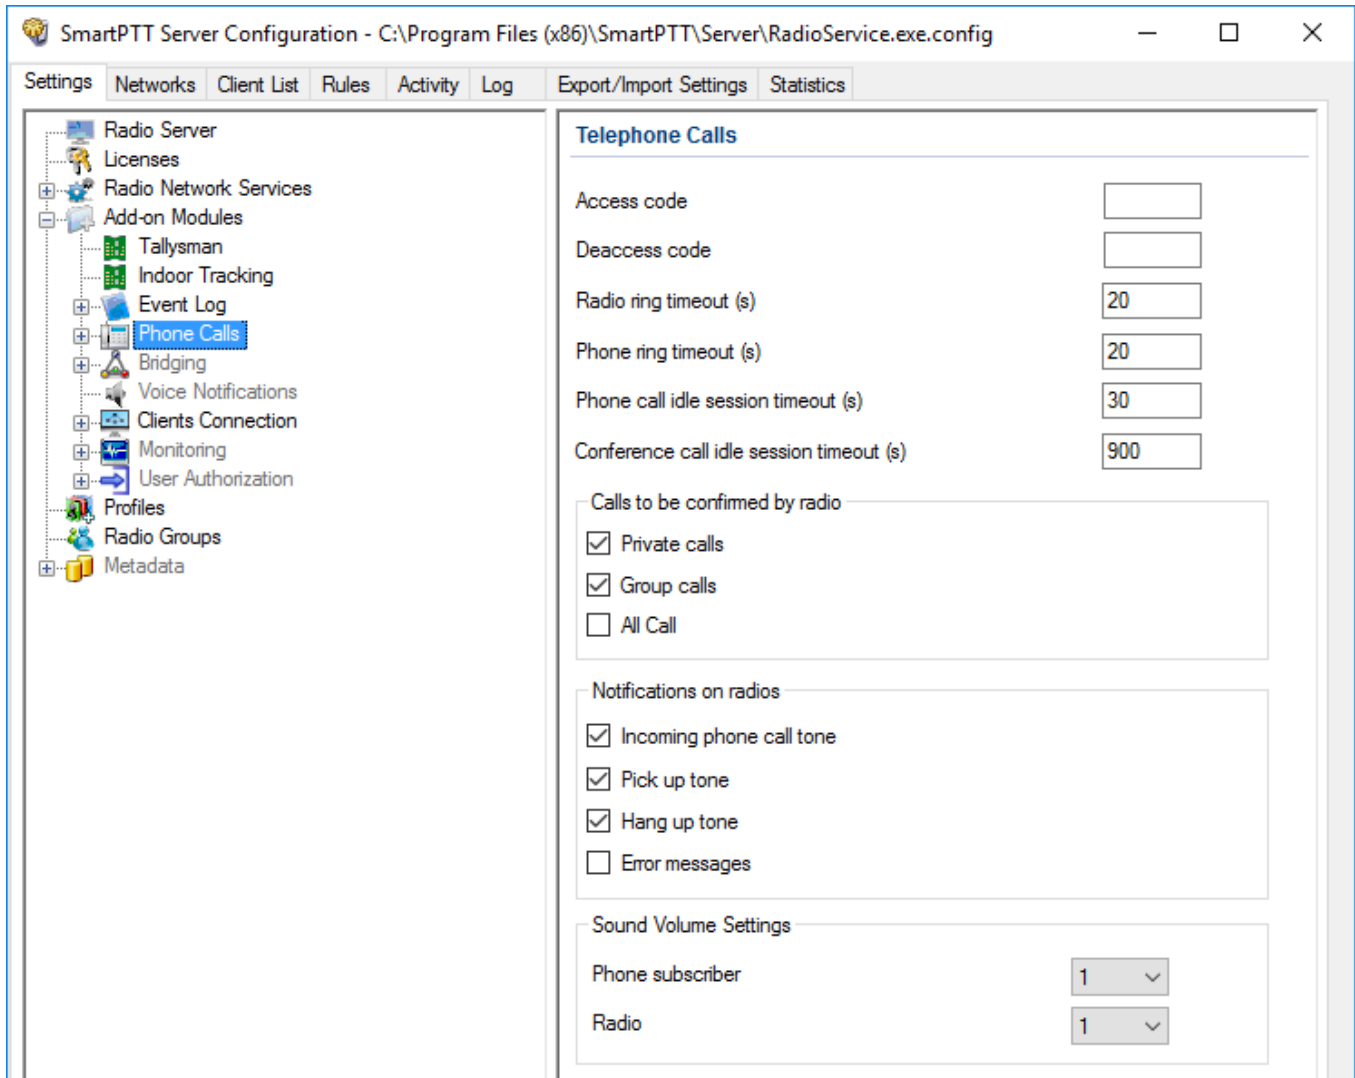 SmartPTT Server Configuration - C:\Program Files (x86)\SmartPTT\Server\RadioService.exe.config
Settings Networks Client List Rules Activity Log Export/Import Settings Statistics
Radio Server
Licenses
Radio Network Services
Add-on Modules
Tallysman
Indoor Tracking
Event Log
Phone Calls
Bridging
Voice Notifications
Clients Connection
Monitoring
User Authorization
Profiles
Radio Groups
Metadata
Telephone Calls
Access code
Deaccess code
Radio ring timeout (s) 20
Phone ring timeout (s) 20
Phone call idle session timeout (s) 30
Conference call idle session timeout (s) 900
Calls to be confirmed by radio
Private calls
Group calls
All Call
Notifications on radios
Incoming phone call tone
Pick up tone
Hang up tone
Error messages
Sound Volume Settings
Phone subscriber 1
Radio 1